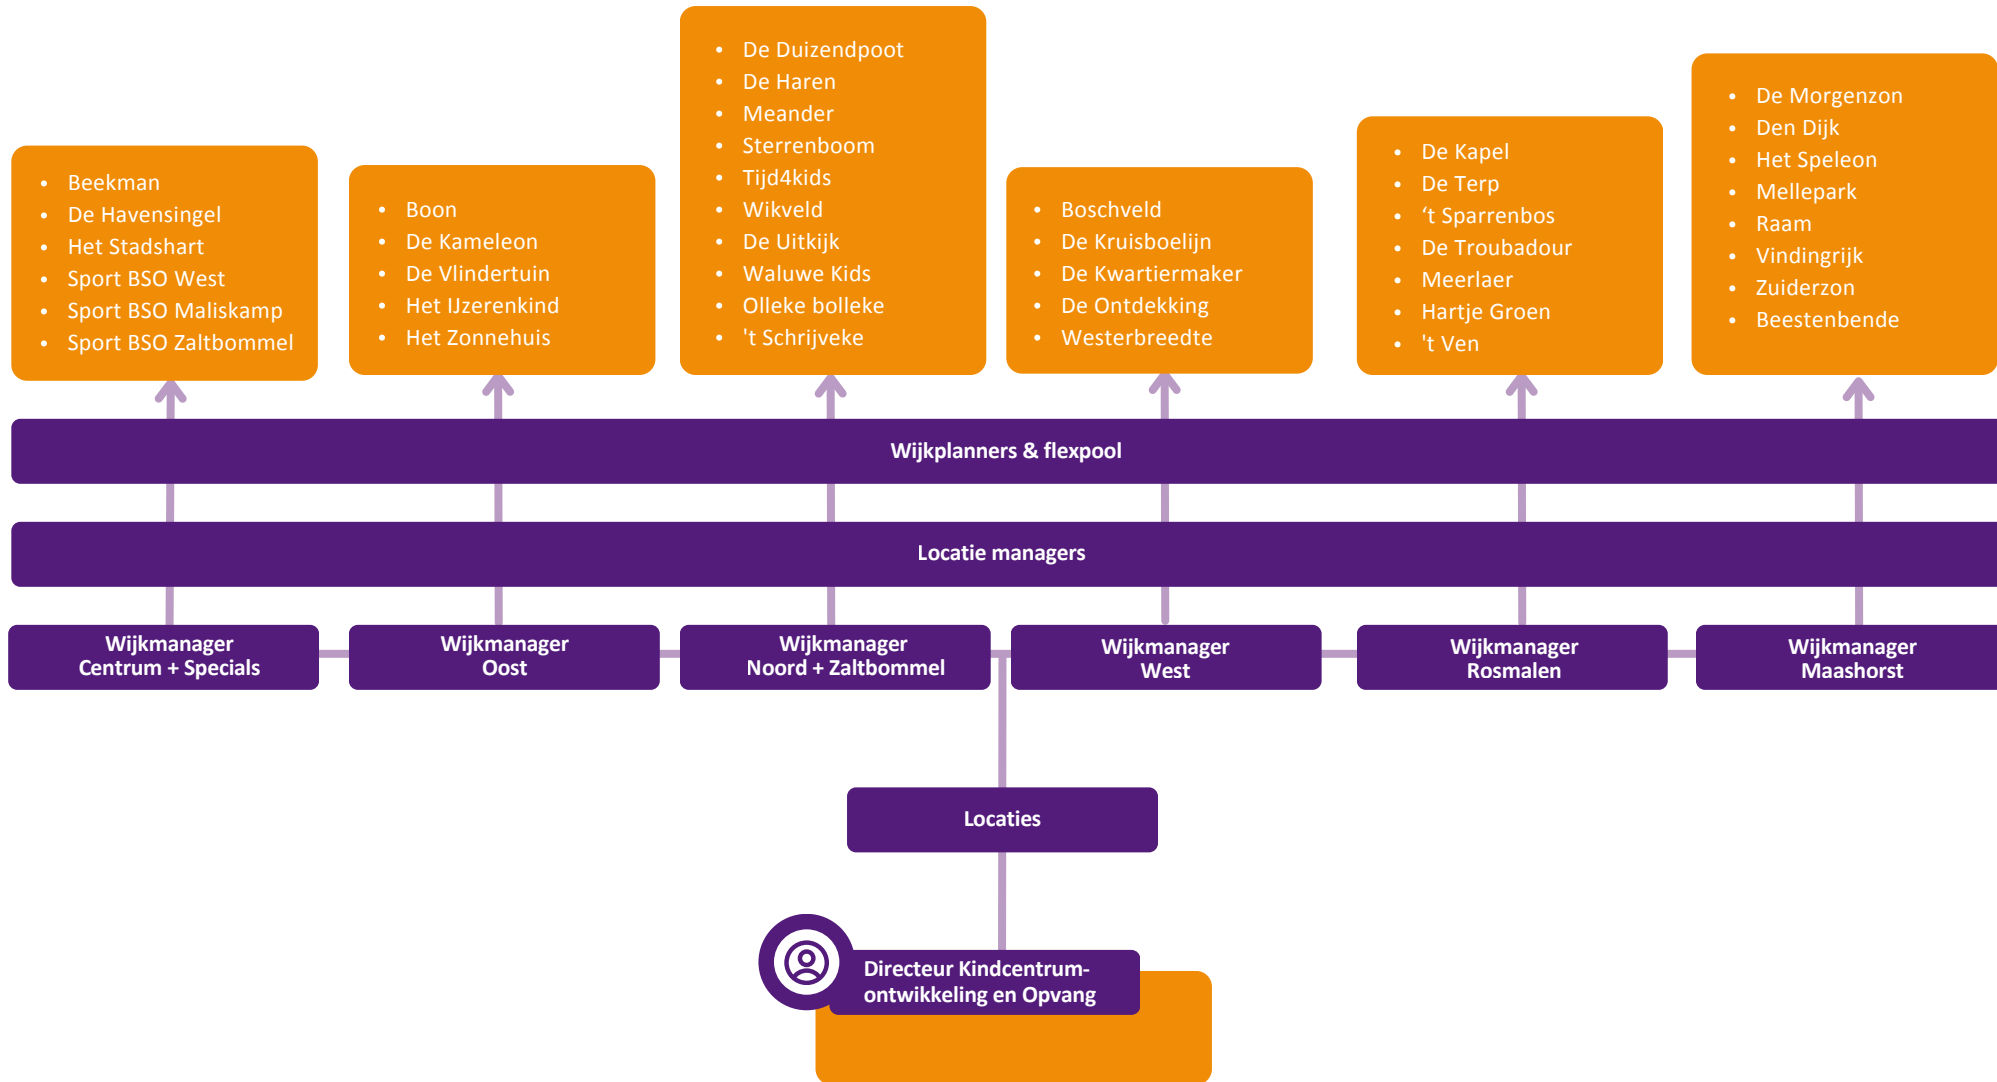 • Beekman
• De Havensingel
• Het Stadshart
• Sport BSO West
• Sport BSO Maliskamp
• Sport BSO Zaltbommel
• Boon
• De Kameleon
• De Vlindertuin
• Het IJzerenkind
• Het Zonnehuis
• De Duizendpoot
• De Haren
• Meander
• Sterrenboom
• Tijd4kids
• Wikveld
• De Uitkijk
• Waluwe Kids
• Olleke bolleke
• 't Schrijveke
• Boschveld
• De Kruisboelijn
• De Kwartiermaker
• De Ontdekking
• Westerbreedte
• De Kapel
• De Terp
• ‘t Sparrenbos
• De Troubadour
• Meerlaer
• Hartje Groen
• 't Ven
• De Morgenzon
• Den Dijk
• Het Speleon
• Mellepark
• Raam
• Vindingrijk
• Zuiderzon
• Beestenbende
Wijkplanners & flexpool
Locatie managers
Wijkmanager
Centrum + Specials
Wijkmanager
Oost
Wijkmanager
Noord + Zaltbommel
Wijkmanager
West
Wijkmanager
Rosmalen
Wijkmanager
Maashorst
Locaties
Directeur Kindcentrum-
ontwikkeling en Opvang